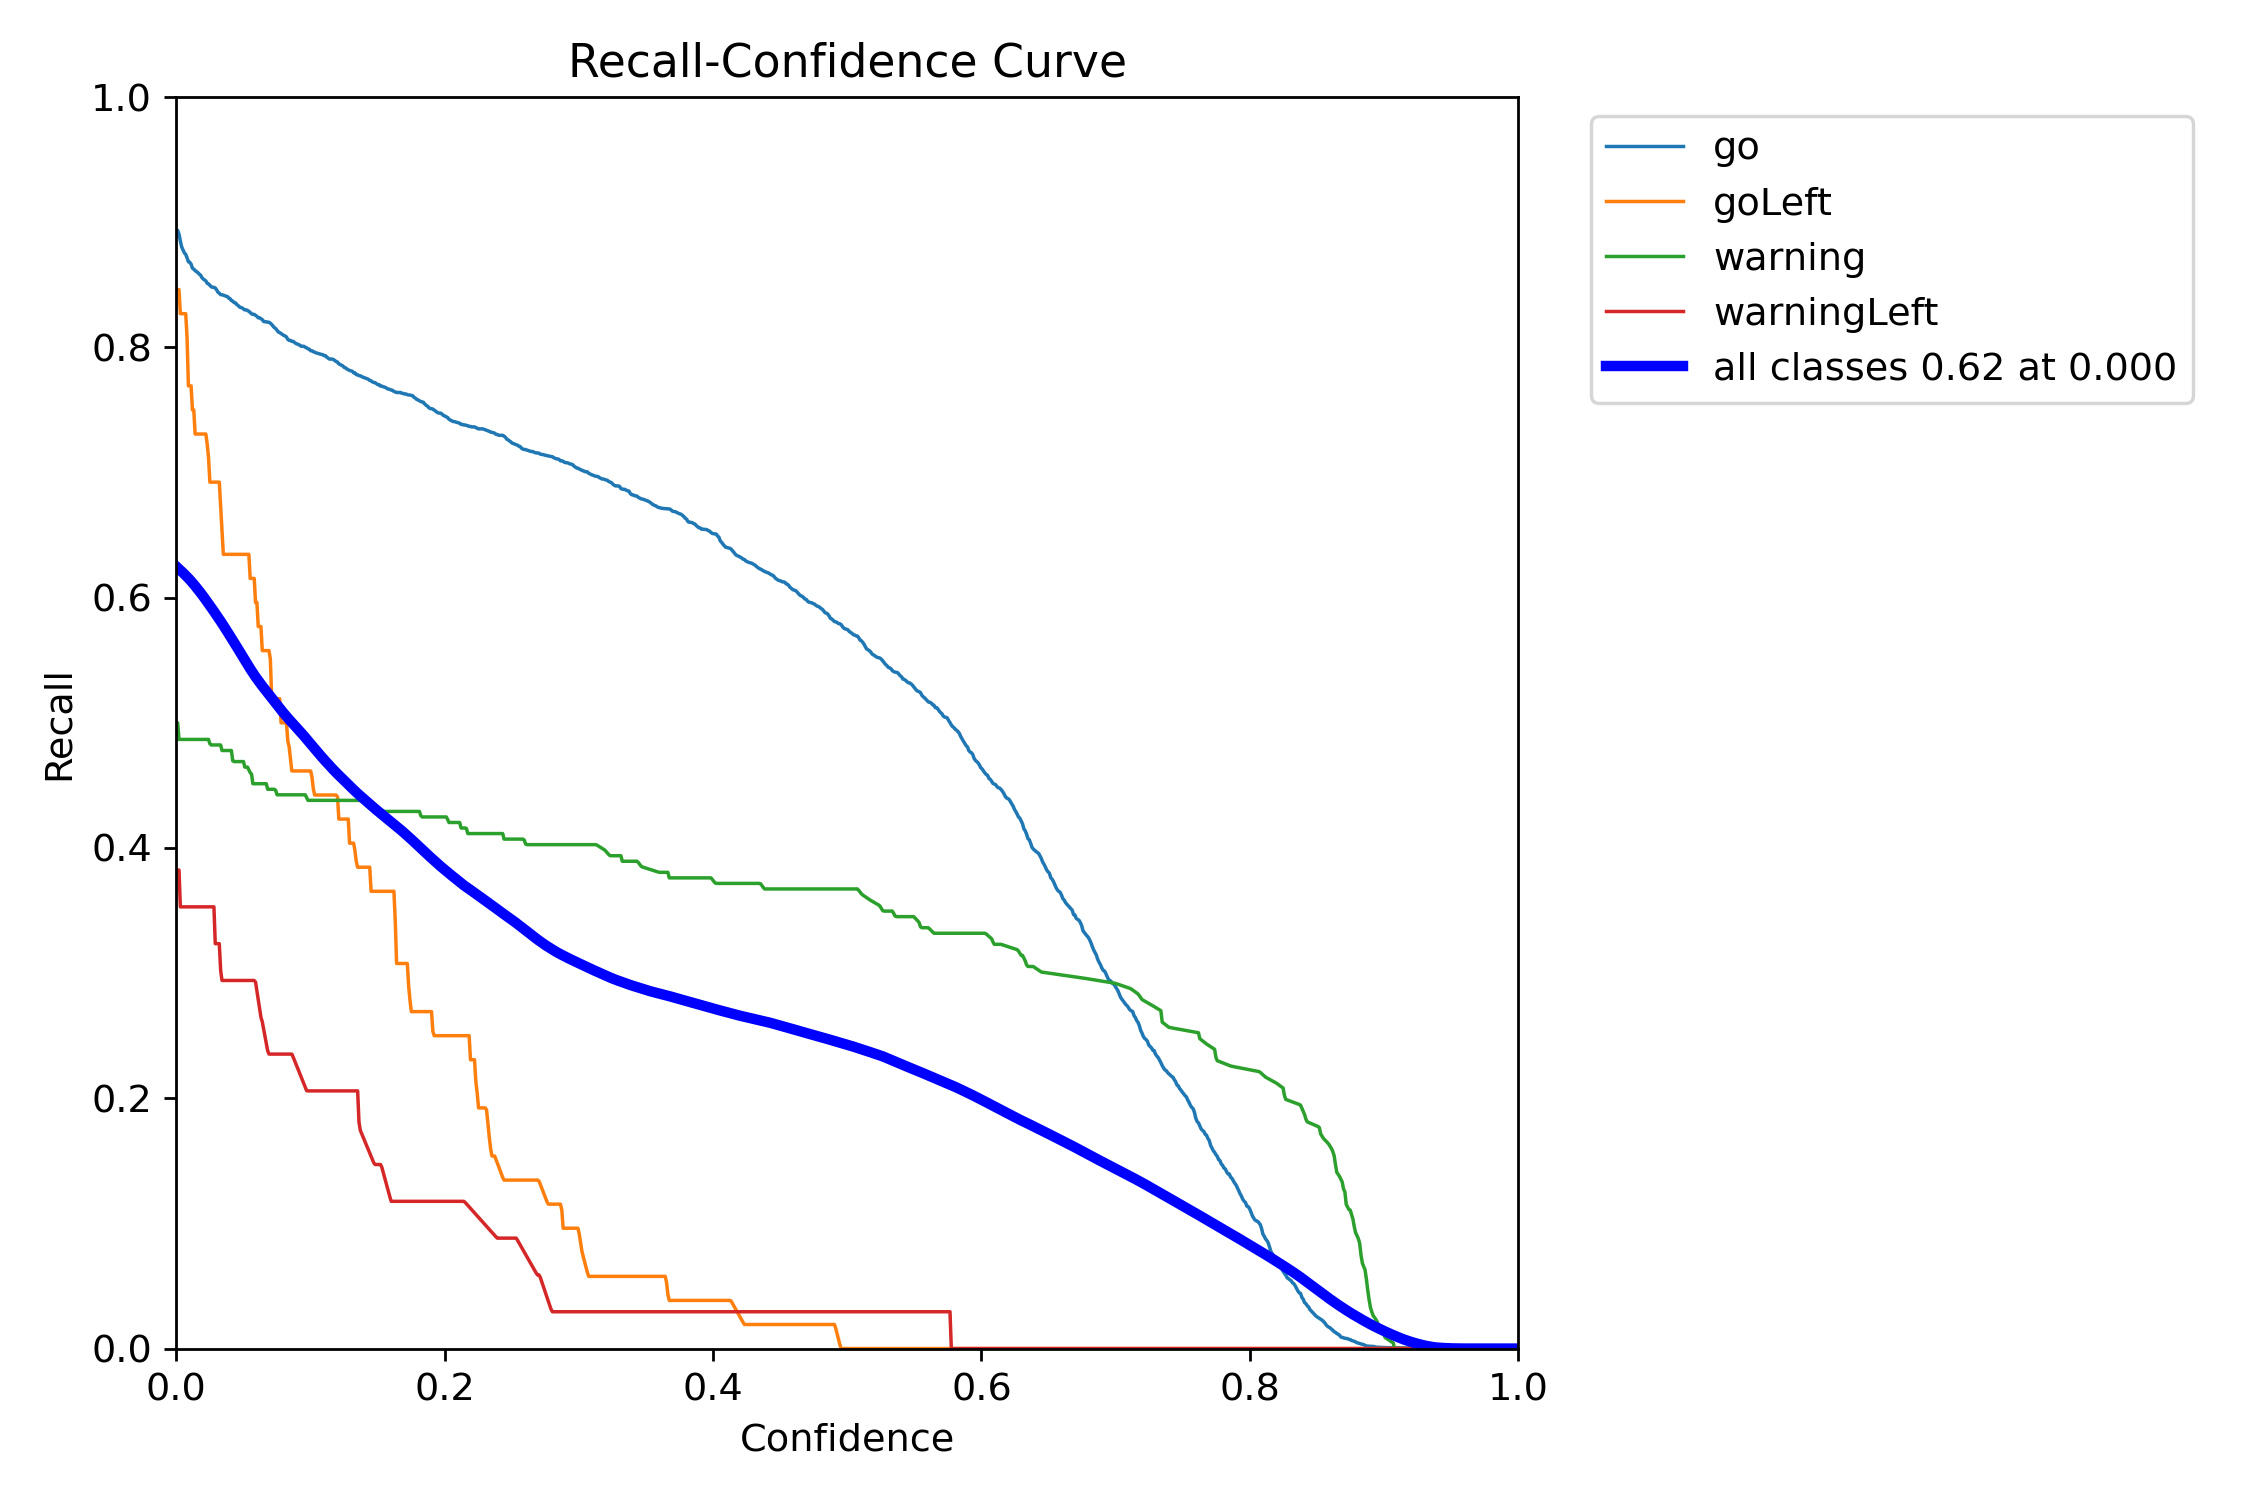 Recall-Confidence Curve
1.0
0.8
0.6
0.4
0.2
0.0
Recall
0.0 0.2 0.4 0.6 0.8 1.0
Confidence
go
goLeft
warning
warningLeft
all classes 0.62 at 0.000